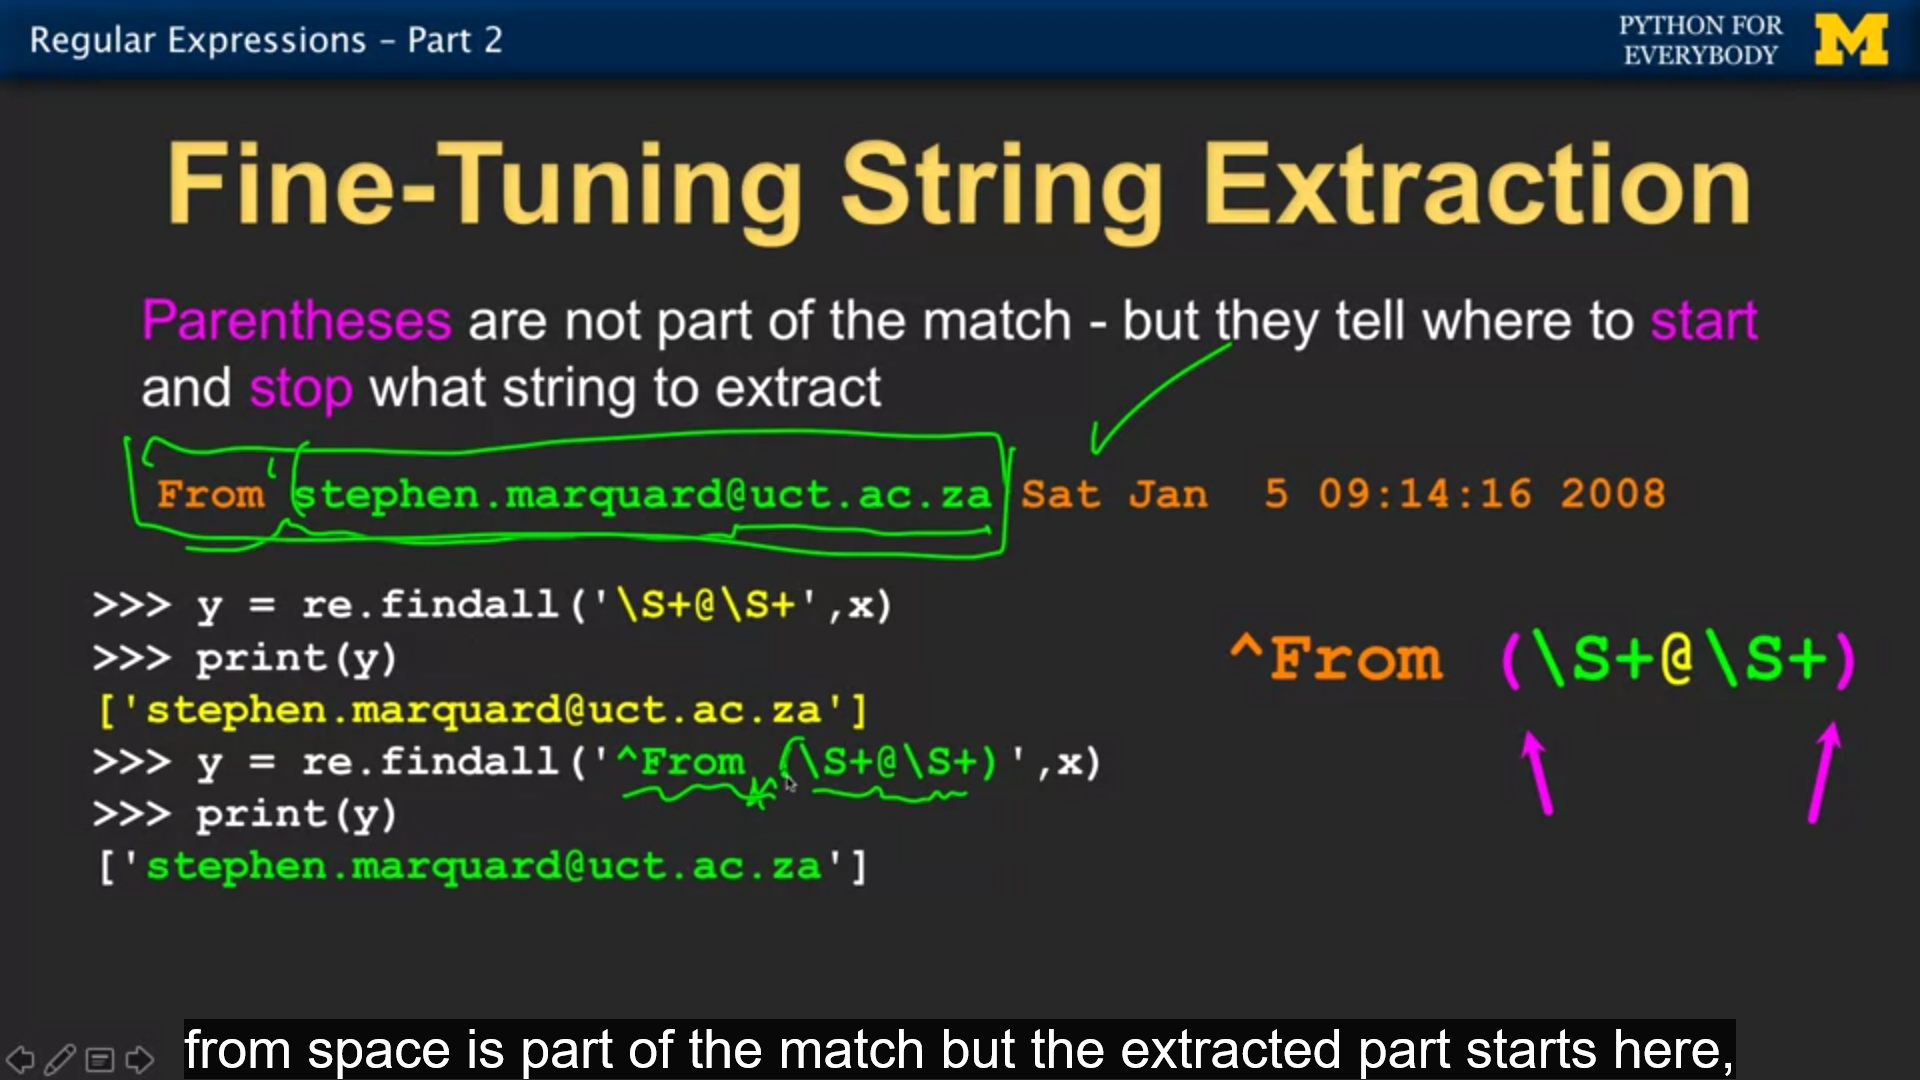 Regular Expressions – Part 2
PYTHON FOR
EVERYBODY
M
Fine-Tuning String Extraction
Parentheses are not part of the match - but they tell where to start
and stop what string to extract
From stephen.marquard@uct.ac.za Sat Jan  5 09:14:16 2008
>>> y = re.findall('\S+@\S+',x)
>>> print(y)
['stephen.marquard@uct.ac.za']
>>> y = re.findall('^From (\S+@\S+)',x)
>>> print(y)
['stephen.marquard@uct.ac.za']
^From (\S+@\S+)
from space is part of the match but the extracted part starts here,